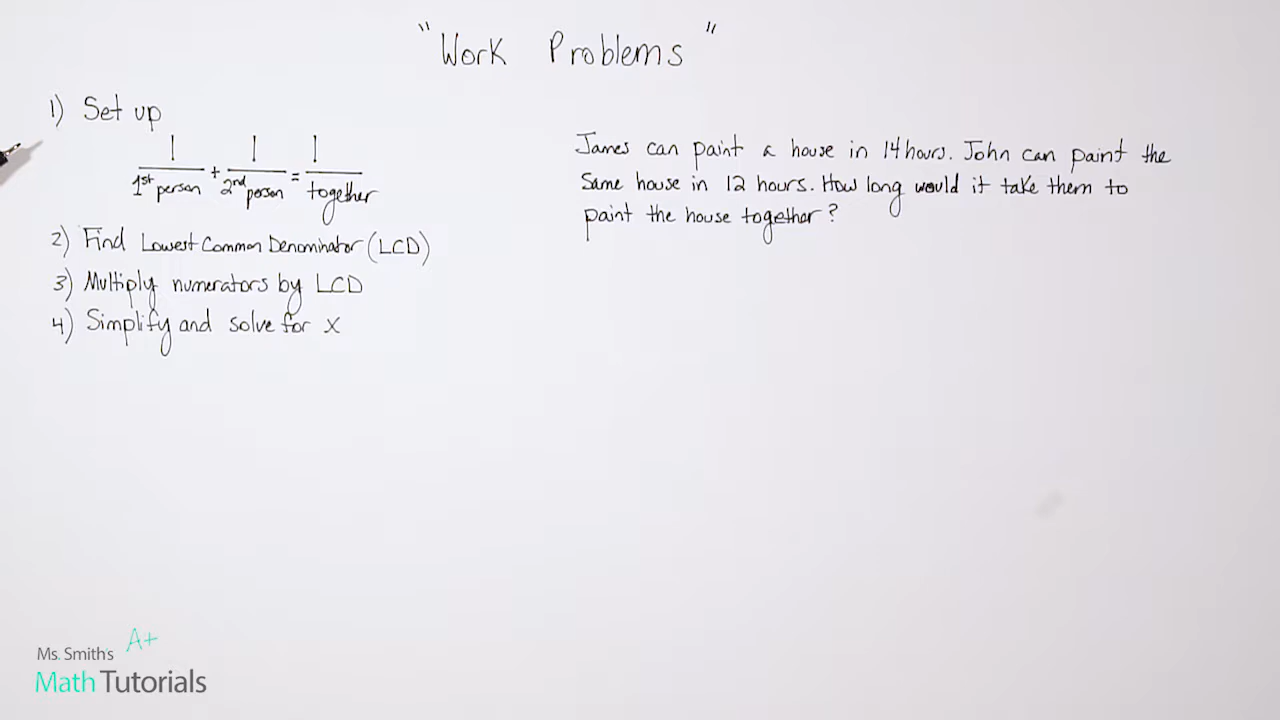 "Work Problems"
1) Set up
1/1st person + 1/2nd person = 1/together
2) Find Lowest Common Denominator (LCD)
3) Multiply numerators by LCD
4) Simplify and solve for x
James can paint a house in 14 hours. John can paint the
same house in 12 hours. How long would it take them to
paint the house together?
A+
Ms. Smith's
Math Tutorials